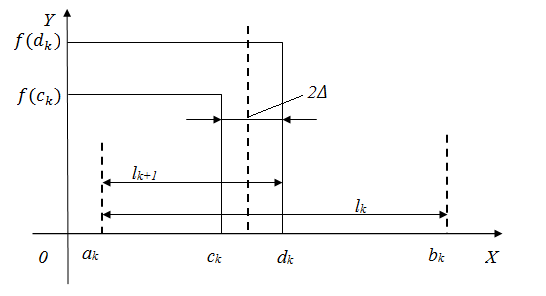 Y
f(dₖ)
f(cₖ)
2Δ
lₖ₊₁
lₖ
0 aₖ cₖ dₖ bₖ X